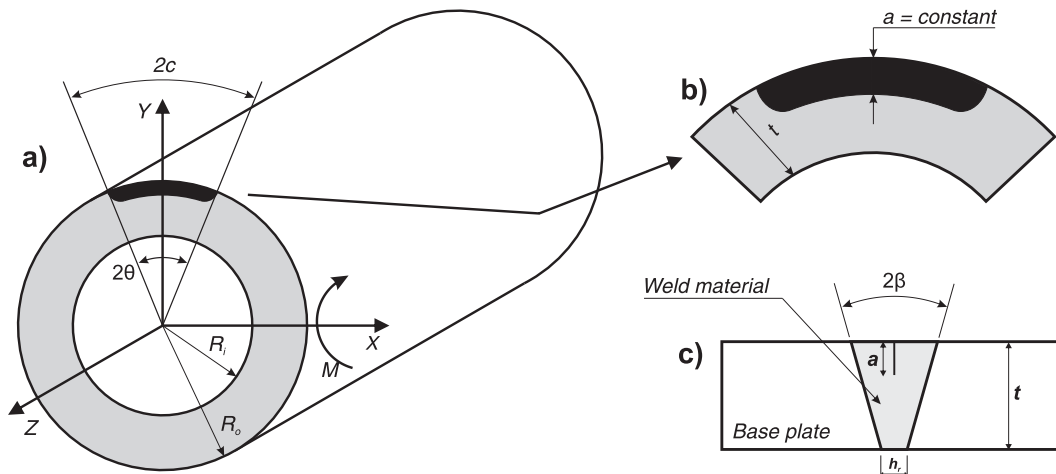 a)
2c
Y
2θ
R_i
X
M
Z
R_o
b)
a = constant
t
c)
Weld material
2β
a
t
Base plate
h_r